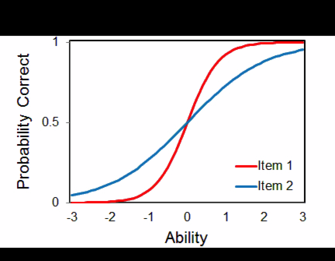 Probability Correct
1
0.5
0
Item 1
Item 2
-3 -2 -1 0 1 2 3
Ability